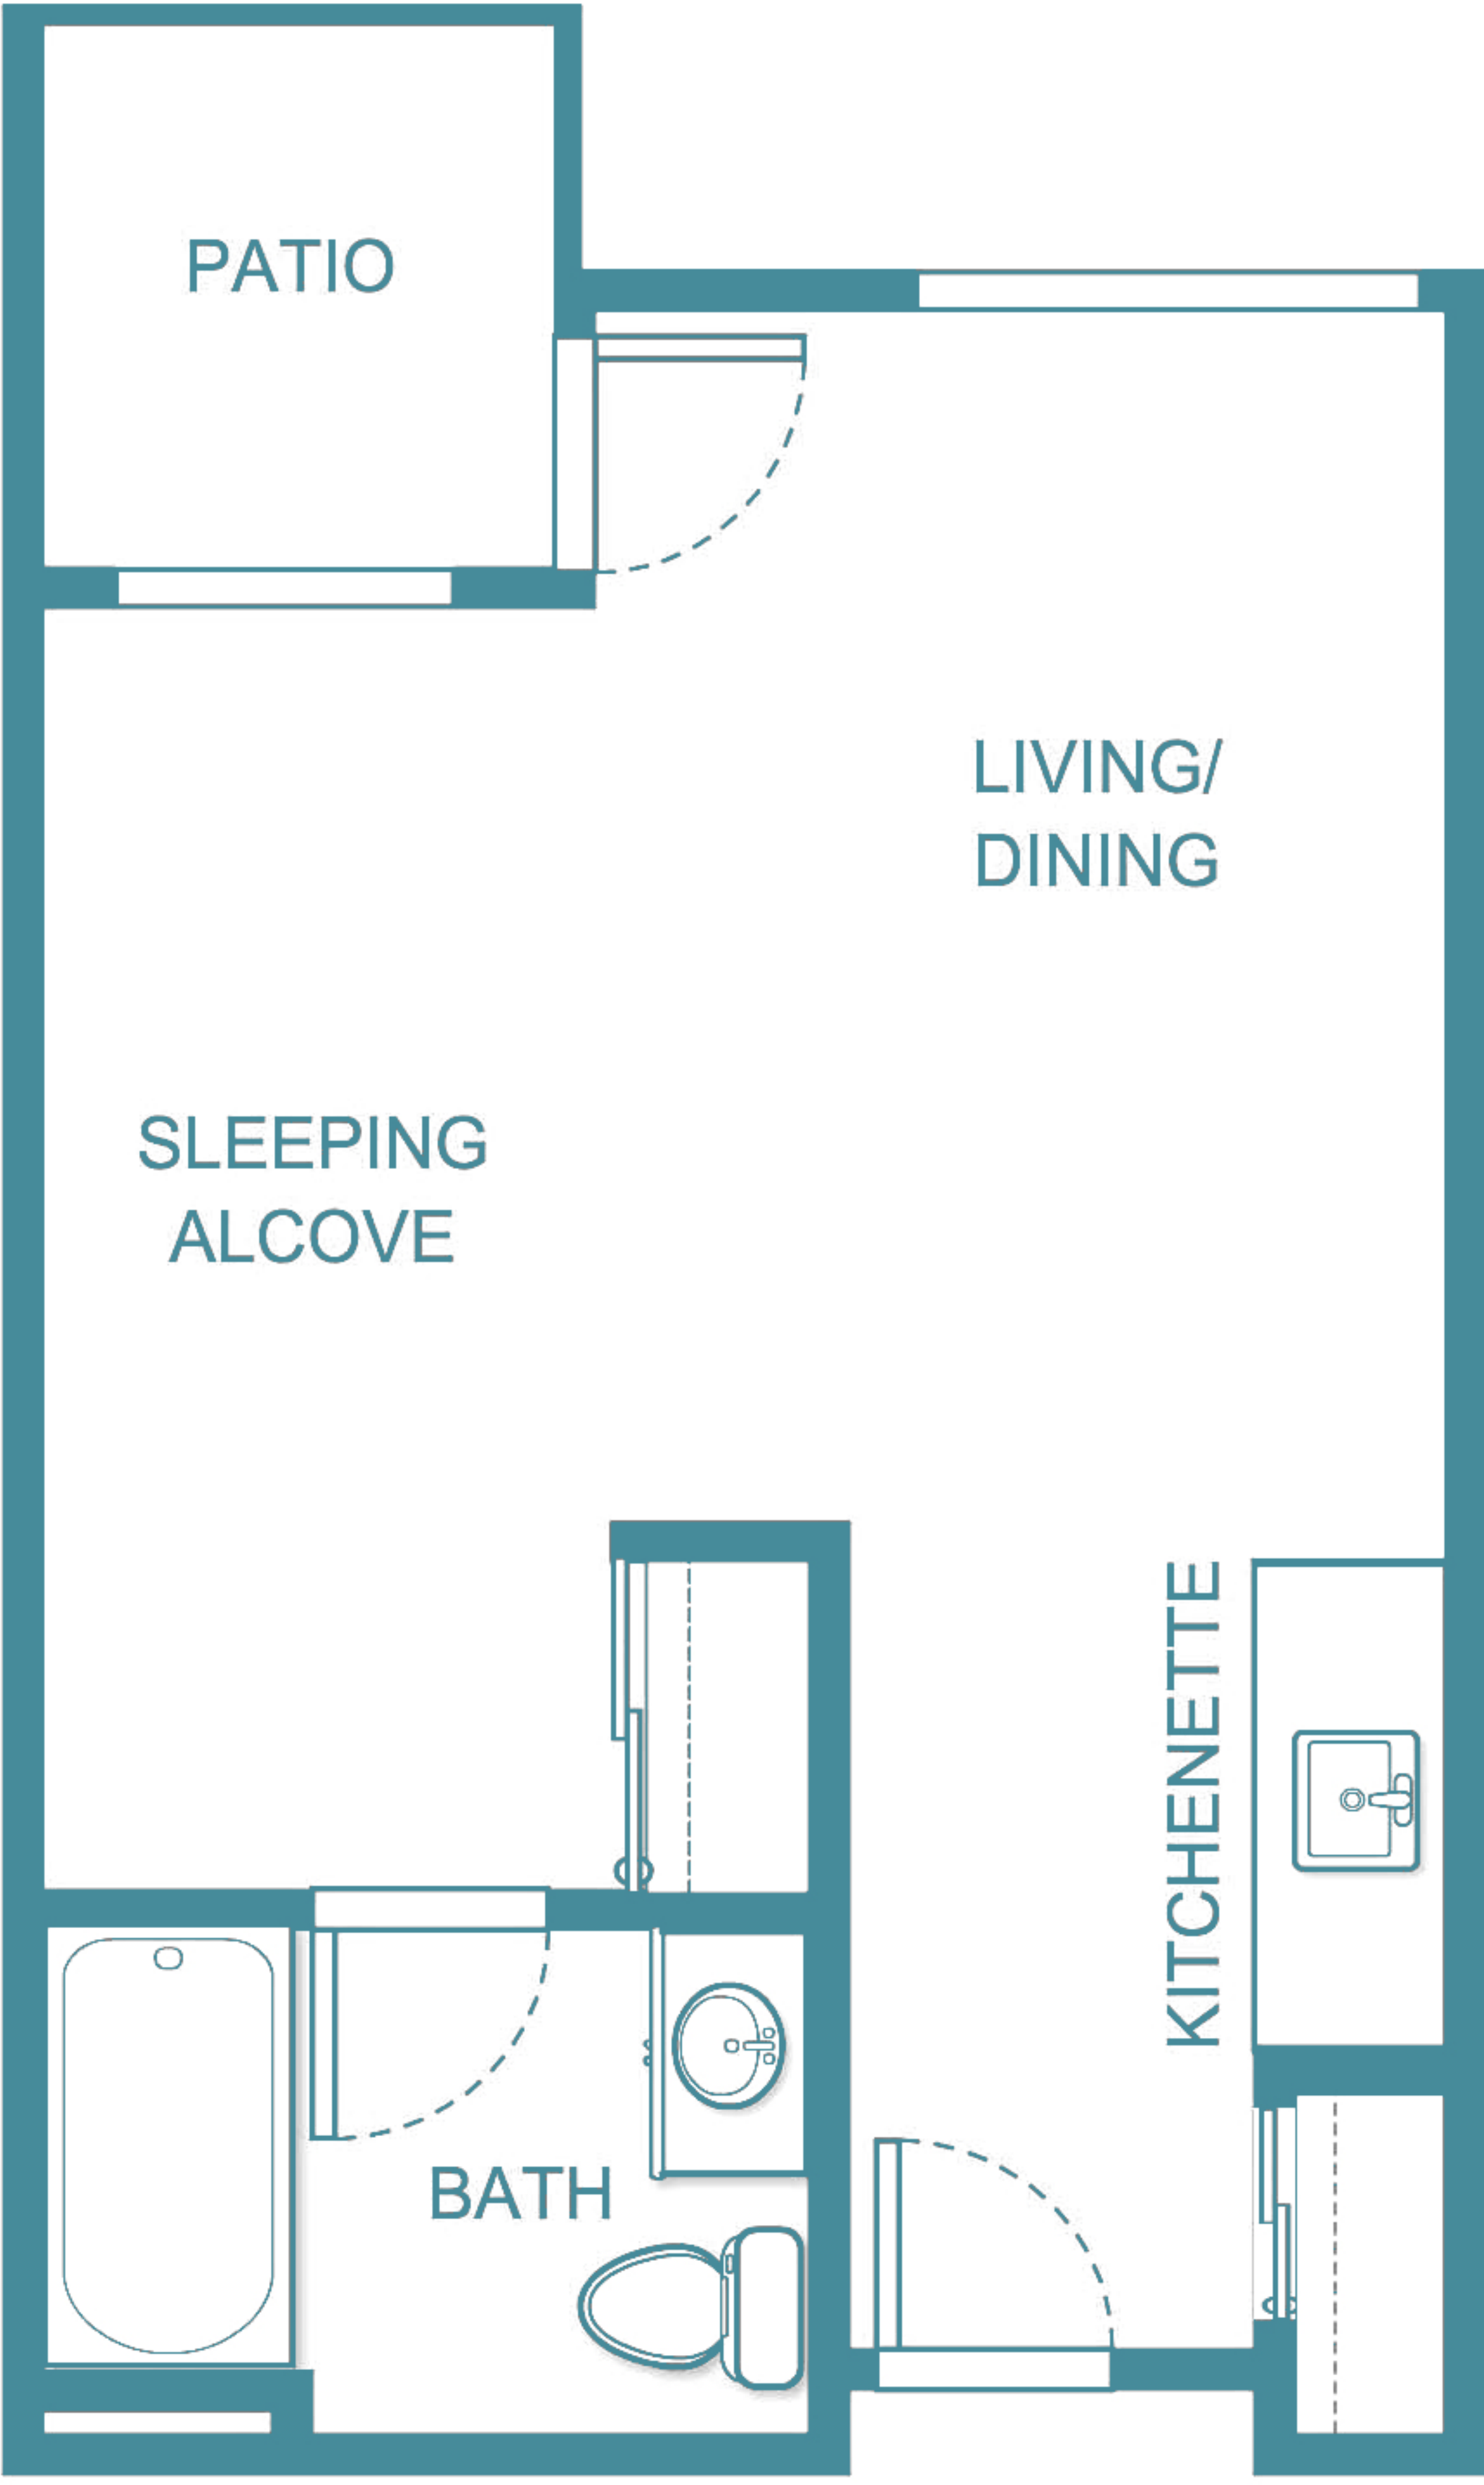 PATIO
LIVING/
DINING
SLEEPING
ALCOVE
KITCHENETTE
BATH